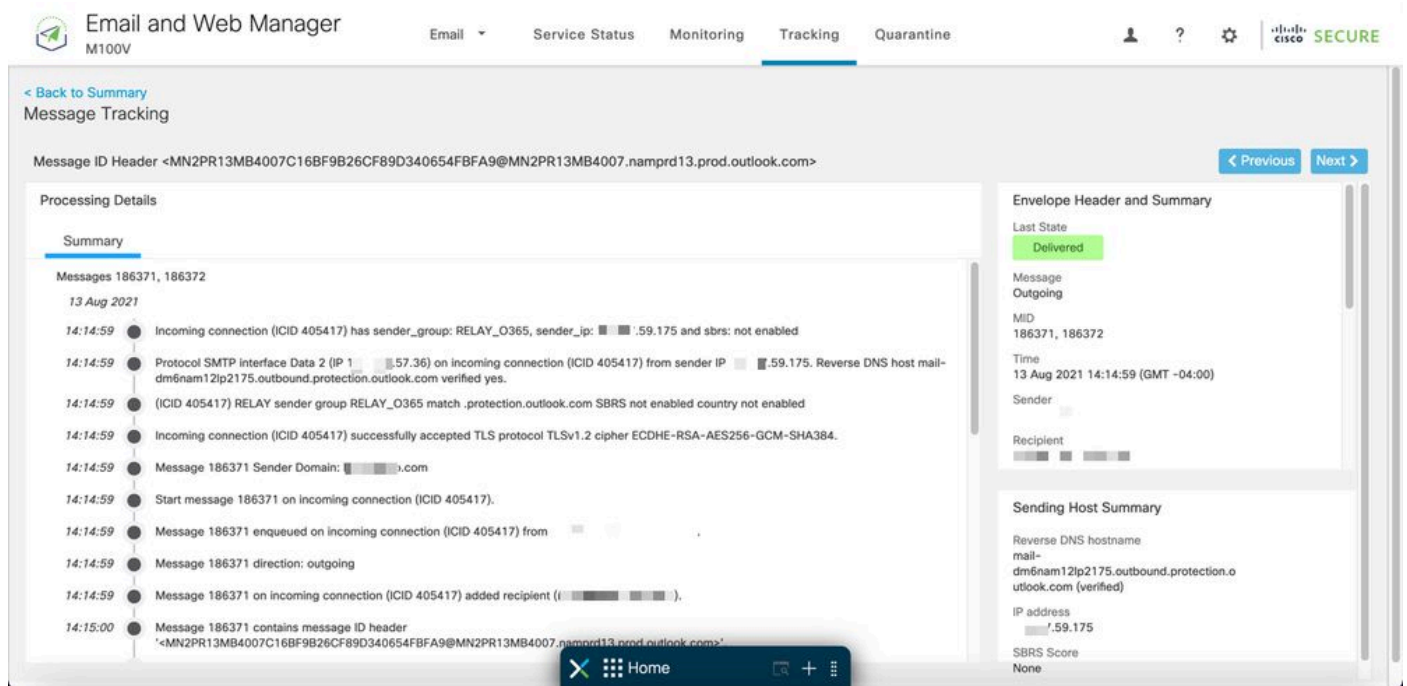 Email and Web Manager
M100V
Email Service Status Monitoring Tracking Quarantine
? cisco SECURE
< Back to Summary
Message Tracking
Message ID Header <MN2PR13MB4007C16BF9B26CF89D340654FBFA9@MN2PR13MB4007.namprd13.prod.outlook.com>
< Previous Next >
Processing Details
Summary
Messages 186371, 186372
13 Aug 2021
14:14:59 Incoming connection (ICID 405417) has sender_group: RELAY_O365, sender_ip: .59.175 and sbrs: not enabled
14:14:59 Protocol SMTP interface Data 2 (IP 1 .57.36) on incoming connection (ICID 405417) from sender IP .59.175. Reverse DNS host mail-
dm6nam12lp2175.outbound.protection.outlook.com verified yes.
14:14:59 (ICID 405417) RELAY sender group RELAY_O365 match .protection.outlook.com SBRS not enabled country not enabled
14:14:59 Incoming connection (ICID 405417) successfully accepted TLS protocol TLSv1.2 cipher ECDHE-RSA-AES256-GCM-SHA384.
14:14:59 Message 186371 Sender Domain: .com
14:14:59 Start message 186371 on incoming connection (ICID 405417).
14:14:59 Message 186371 enqueued on incoming connection (ICID 405417) from .
14:14:59 Message 186371 direction: outgoing
14:14:59 Message 186371 on incoming connection (ICID 405417) added recipient ( ).
14:15:00 Message 186371 contains message ID header
'<MN2PR13MB4007C16BF9B26CF89D340654FBFA9@MN2PR13MB4007.namprd13.prod.outlook.com>'.
Envelope Header and Summary
Last State
Delivered
Message
Outgoing
MID
186371, 186372
Time
13 Aug 2021 14:14:59 (GMT -04:00)
Sender
Recipient
Sending Host Summary
Reverse DNS hostname
mail-
dm6nam12lp2175.outbound.protection.o
utlook.com (verified)
IP address
.59.175
SBRS Score
None
Home